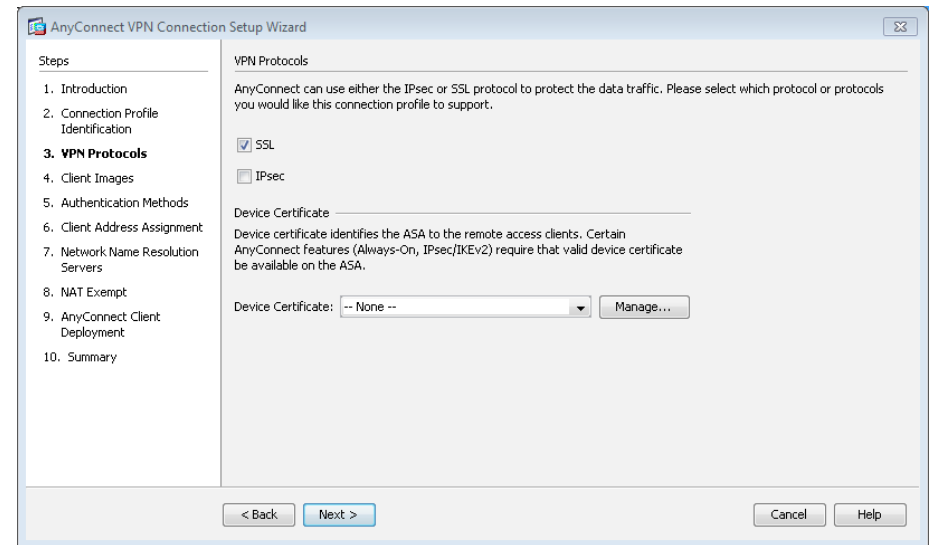 AnyConnect VPN Connection Setup Wizard
Steps
1. Introduction
2. Connection Profile
Identification
3. VPN Protocols
4. Client Images
5. Authentication Methods
6. Client Address Assignment
7. Network Name Resolution
Servers
8. NAT Exempt
9. AnyConnect Client
Deployment
10. Summary
VPN Protocols
AnyConnect can use either the IPsec or SSL protocol to protect the data traffic. Please select which protocol or protocols
you would like this connection profile to support.
SSL
IPsec
Device Certificate
Device certificate identifies the ASA to the remote access clients. Certain
AnyConnect features (Always-On, IPsec/IKEv2) require that valid device certificate
be available on the ASA.
Device Certificate: -- None -- Manage...
< Back Next > Cancel Help